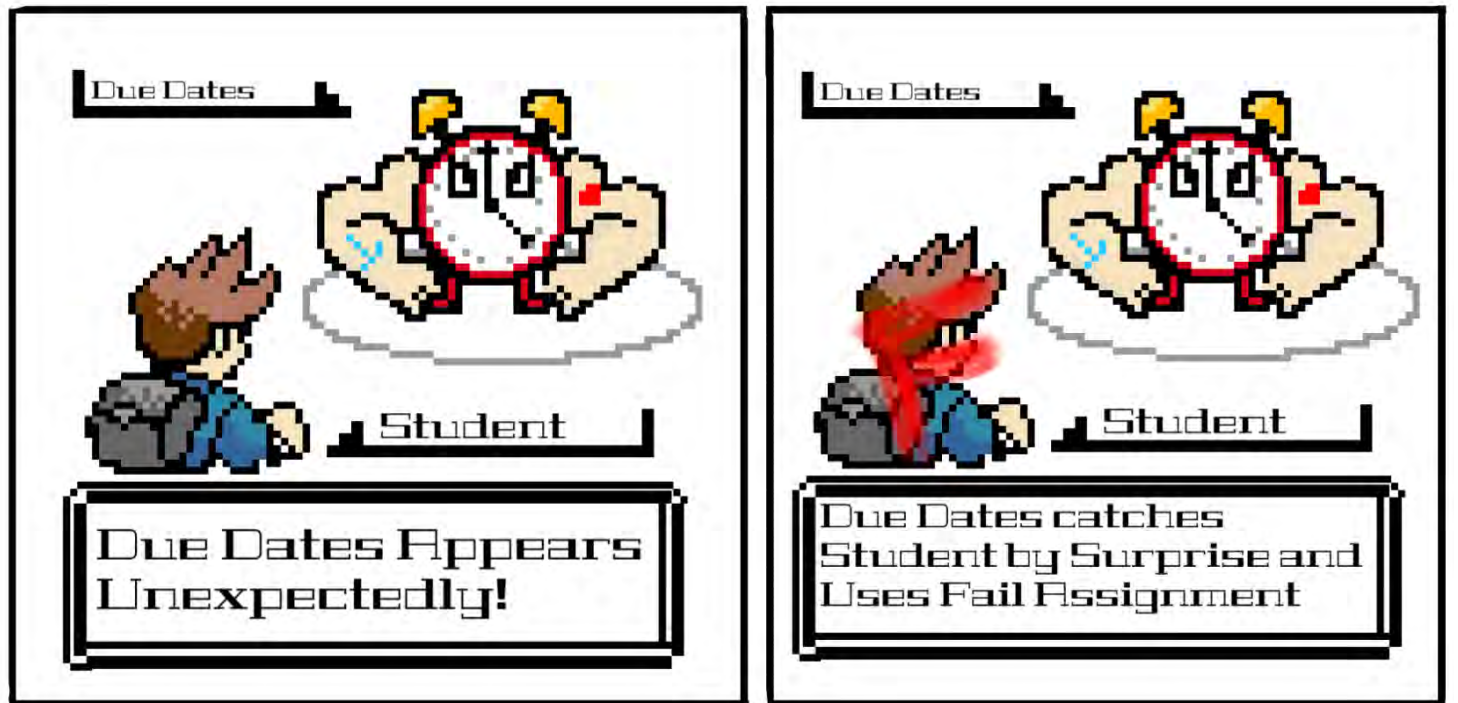 Due Dates
Student
Due Dates Appears
Unexpectedly!
Due Dates
Student
Due Dates catches
Student by Surprise and
Uses Fail Assignment